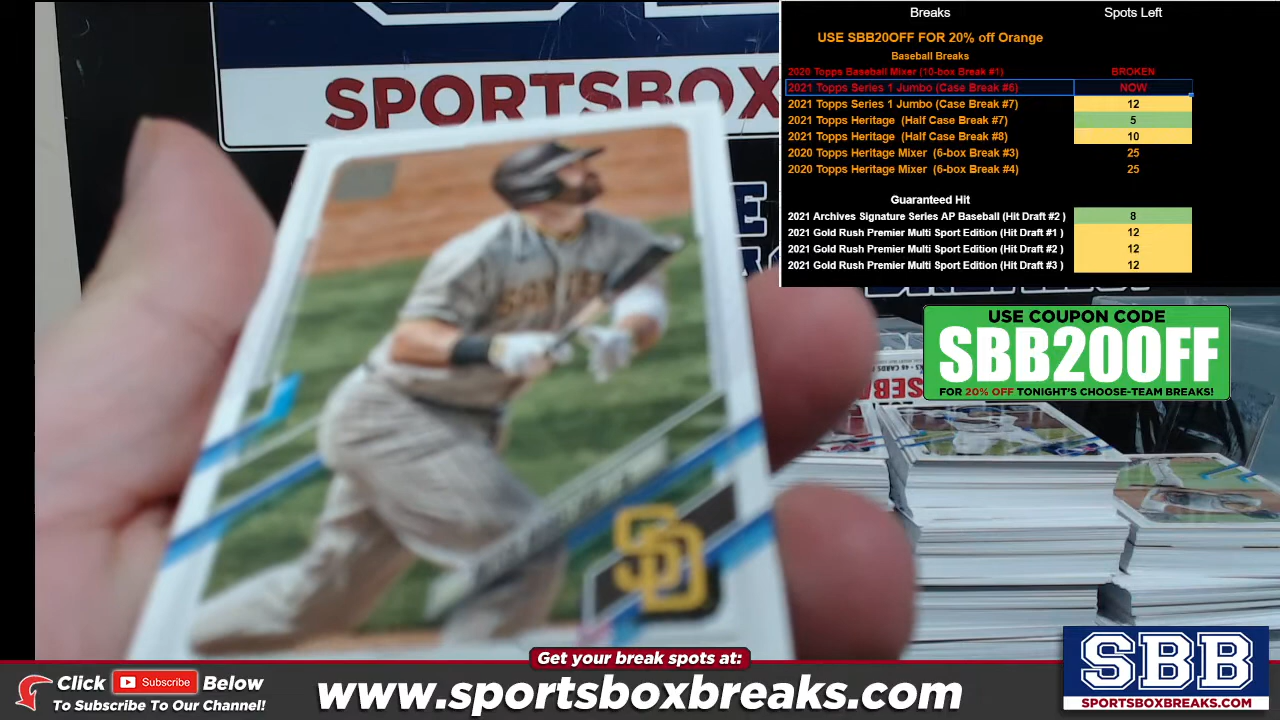 Breaks Spots Left
USE SBB20OFF FOR 20% off Orange
Baseball Breaks
2020 Topps Baseball Mixer (10-box Break #1) BROKEN
2021 Topps Series 1 Jumbo (Case Break #6) NOW
2021 Topps Series 1 Jumbo (Case Break #7) 12
2021 Topps Heritage (Half Case Break #7) 5
2021 Topps Heritage (Half Case Break #8) 10
2020 Topps Heritage Mixer (6-box Break #3) 25
2020 Topps Heritage Mixer (6-box Break #4) 25
Guaranteed Hit
2021 Archives Signature Series AP Baseball (Hit Draft #2 ) 8
2021 Gold Rush Premier Multi Sport Edition (Hit Draft #1 ) 12
2021 Gold Rush Premier Multi Sport Edition (Hit Draft #2 ) 12
2021 Gold Rush Premier Multi Sport Edition (Hit Draft #3 ) 12
SPORTSBOX
USE COUPON CODE
SBB20OFF
FOR 20% OFF TONIGHT'S CHOOSE-TEAM BREAKS!
SD
Get your break spots at:
Click Subscribe Below
To Subscribe To Our Channel!
www.sportsboxbreaks.com
SBB
SPORTSBOXBREAKS.COM